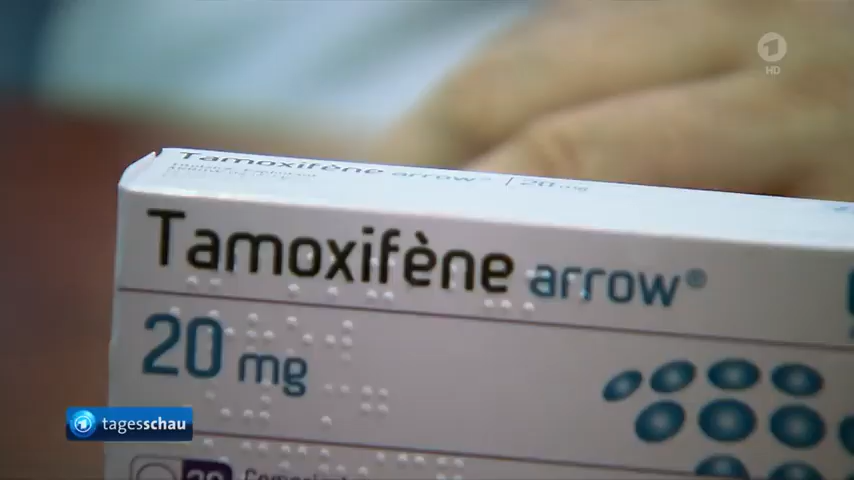 1
HD
Tamoxifène arrow® | 20 mg
Tamoxifène arrow®
20 mg
tagesschau